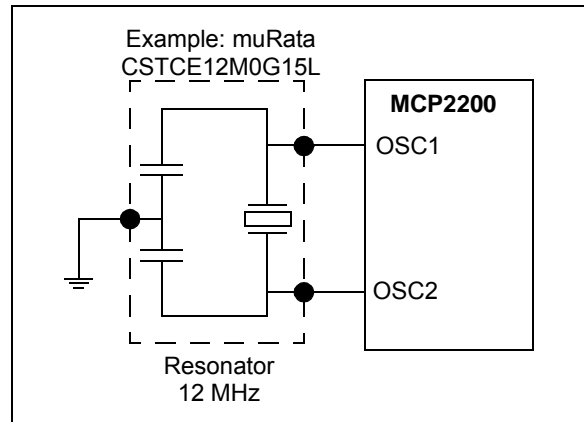 Example: muRata
CSTCE12M0G15L
MCP2200
OSC1
OSC2
Resonator
12 MHz